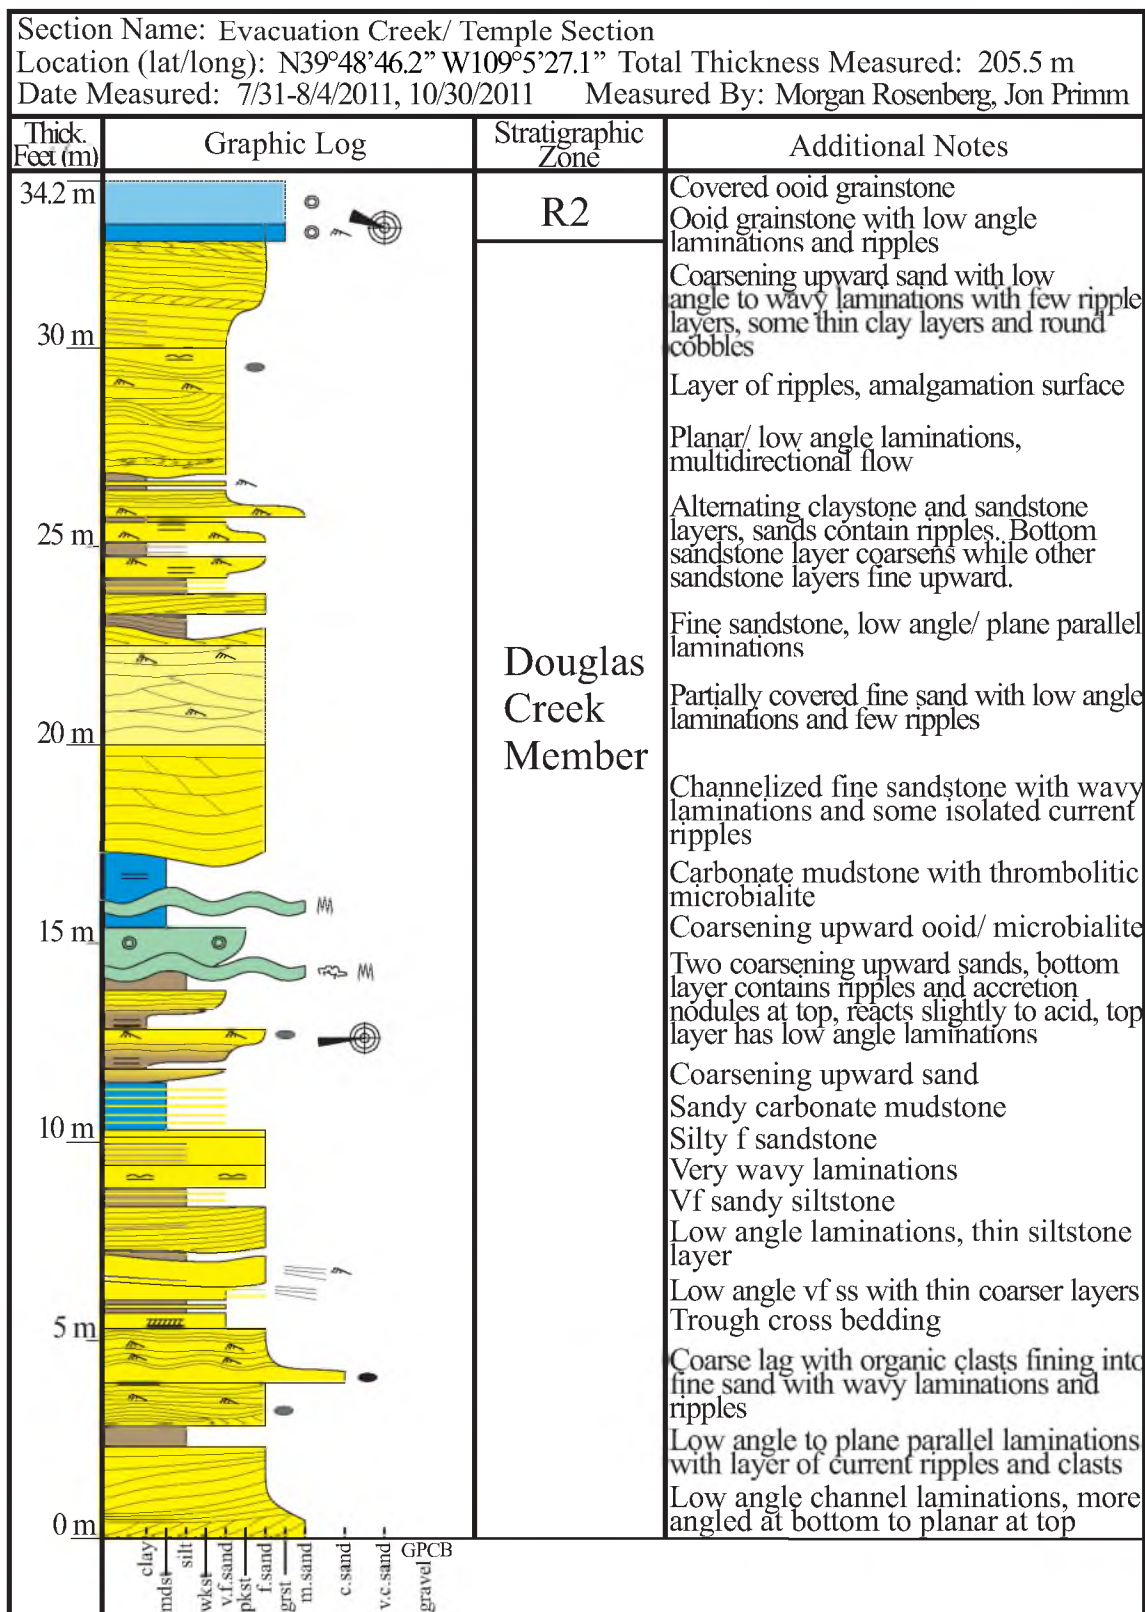 Section Name: Evacuation Creek/ Temple Section
Location (lat/long): N39°48'46.2” W109°5'27.1” Total Thickness Measured: 205.5 m
Date Measured: 7/31-8/4/2011, 10/30/2011 Measured By: Morgan Rosenberg, Jon Primm
Thick.
Feet (m)
Graphic Log
Stratigraphic
Zone
Additional Notes
34.2 m
30 m
25 m
20 m
15 m
10 m
5 m
0 m
R2
Douglas
Creek
Member
Covered ooid grainstone
Ooid grainstone with low angle
laminations and ripples
Coarsening upward sand with low
angle to wavy laminations with few ripple
layers, some thin clay layers and round
cobbles
Layer of ripples, amalgamation surface
Planar/ low angle laminations,
multidirectional flow
Alternating claystone and sandstone
layers, sands contain ripples. Bottom
sandstone layer coarsens while other
sandstone layers fine upward.
Fine sandstone, low angle/ plane parallel
laminations
Partially covered fine sand with low angle
laminations and few ripples
Channelized fine sandstone with wavy
laminations and some isolated current
ripples
Carbonate mudstone with thrombolitic
microbialite
Coarsening upward ooid/ microbialite
Two coarsening upward sands, bottom
layer contains ripples and accretion
nodules at top, reacts slightly to acid, top
layer has low angle laminations
Coarsening upward sand
Sandy carbonate mudstone
Silty f sandstone
Very wavy laminations
Vf sandy siltstone
Low angle laminations, thin siltstone
layer
Low angle vf ss with thin coarser layers
Trough cross bedding
Coarse lag with organic clasts fining into
fine sand with wavy laminations and
ripples
Low angle to plane parallel laminations
with layer of current ripples and clasts
Low angle channel laminations, more
angled at bottom to planar at top
clay
mdst
silt
wkst
v.f.sand
pkst
f.sand
grst
m.sand
c.sand
v.c.sand
GPCB
gravel